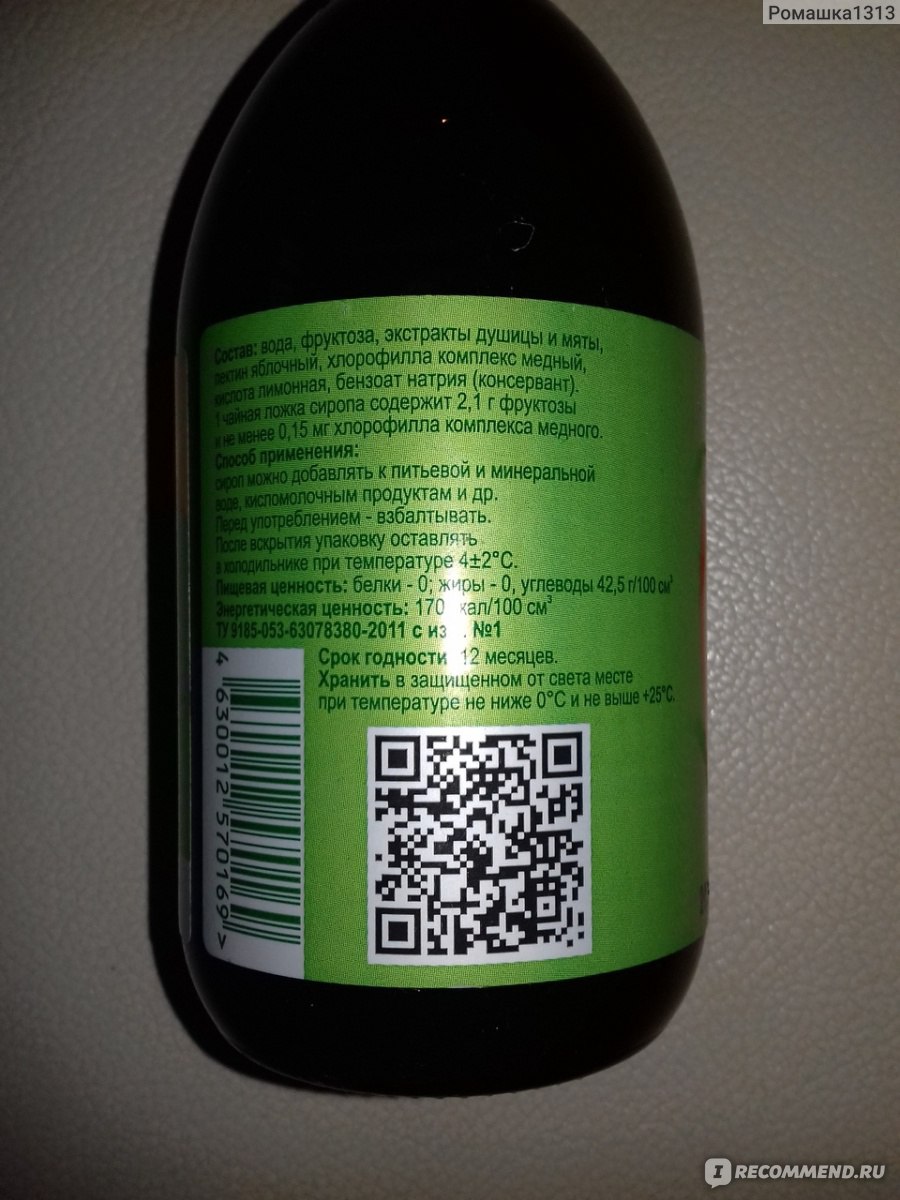 Ромашка1313
Состав: вода, фруктоза, экстракты душицы и мяты,
пектин яблочный, хлорофилла комплекс медный,
кислота лимонная, бензоат натрия (консервант).
1 чайная ложка сиропа содержит 2,1 г фруктозы
и не менее 0,15 мг хлорофилла комплекса медного.
Способ применения:
сироп можно добавлять к питьевой и минеральной
воде, кисломолочным продуктам и др.
Перед употреблением - взбалтывать.
После вскрытия упаковку оставлять
в холодильнике при температуре 4±2°С.
Пищевая ценность: белки - 0; жиры - 0, углеводы 42,5 г/100 см³
Энергетическая ценность: 170 ккал/100 см³
ТУ 9185-053-63078380-2011 с изм. №1
Срок годности 12 месяцев.
Хранить в защищенном от света месте
при температуре не ниже 0°С и не выше +25°С.
4 630012 570169 >
IRECOMMEND.RU